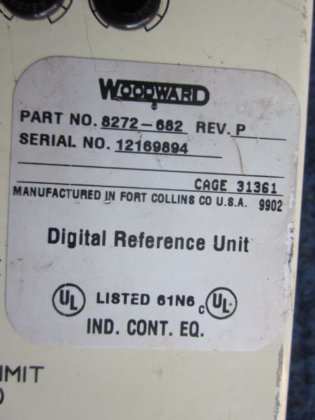 WOODWARD
®
PART NO. 8272-682 REV. P
SERIAL NO. 12169894
CAGE 31361
MANUFACTURED IN FORT COLLINS CO U.S.A. 9902
Digital Reference Unit
UL LISTED 61N6 c UL
IND. CONT. EQ.
IMIT
)